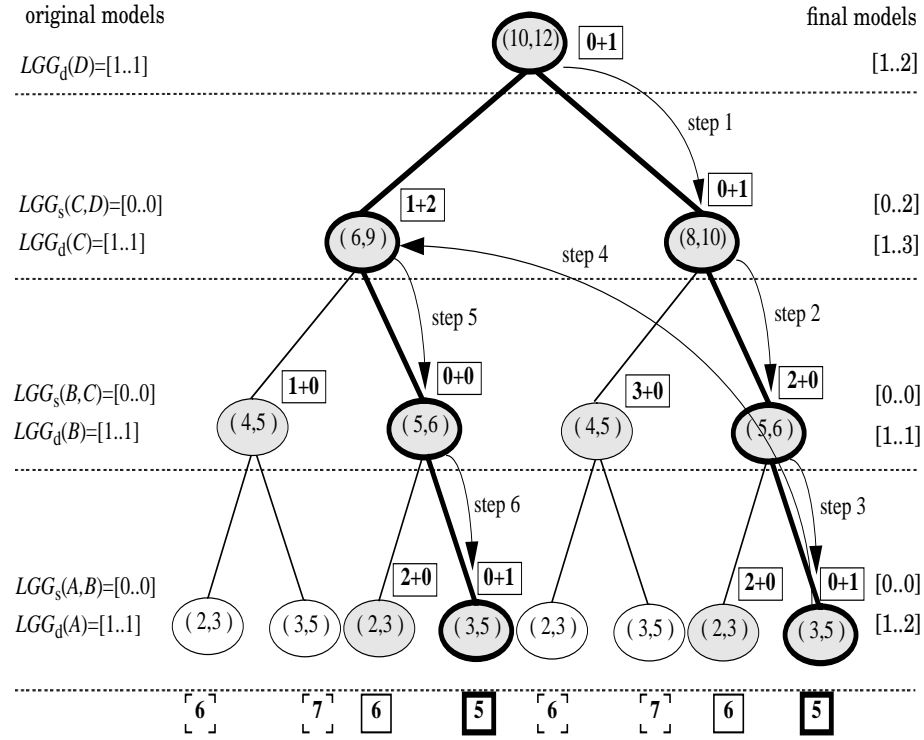 original models
final models
(10,12)
0+1
LGGd(D)=[1..1]
[1..2]
step 1
LGGs(C,D)=[0..0]
1+2
0+1
[0..2]
LGGd(C)=[1..1]
( 6,9 )
(8,10)
[1..3]
step 4
step 5
step 2
LGGs(B,C)=[0..0]
1+0
0+0
3+0
2+0
[0..0]
LGGd(B)=[1..1]
( 4,5 )
( 5,6 )
( 4,5 )
( 5,6 )
[1..1]
step 6
step 3
LGGs(A,B)=[0..0]
2+0
0+1
2+0
0+1
[0..0]
LGGd(A)=[1..1]
( 2,3 )
( 3,5 )
( 2,3 )
( 3,5 )
( 2,3 )
( 3,5 )
( 2,3 )
( 3,5 )
[1..2]
6
7
6
5
6
7
6
5